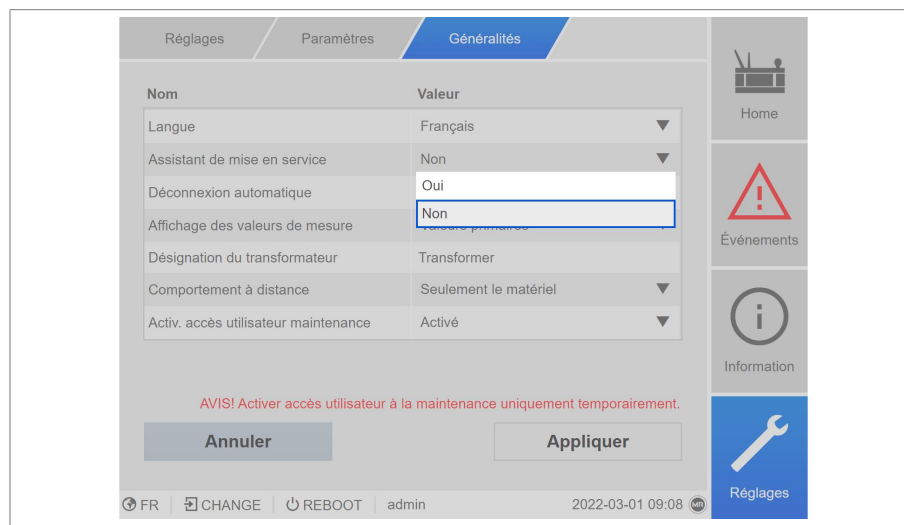 Réglages
Paramètres
Généralités
Nom
Valeur
Langue
Français
Assistant de mise en service
Non
Déconnexion automatique
Oui
Non
Affichage des valeurs de mesure
Valeurs primaires
Désignation du transformateur
Transformer
Comportement à distance
Seulement le matériel
Activ. accès utilisateur maintenance
Activé
AVIS! Activer accès utilisateur à la maintenance uniquement temporairement.
Annuler
Appliquer
FR
CHANGE
REBOOT
admin
2022-03-01 09:08
MR
Home
Événements
Information
Réglages